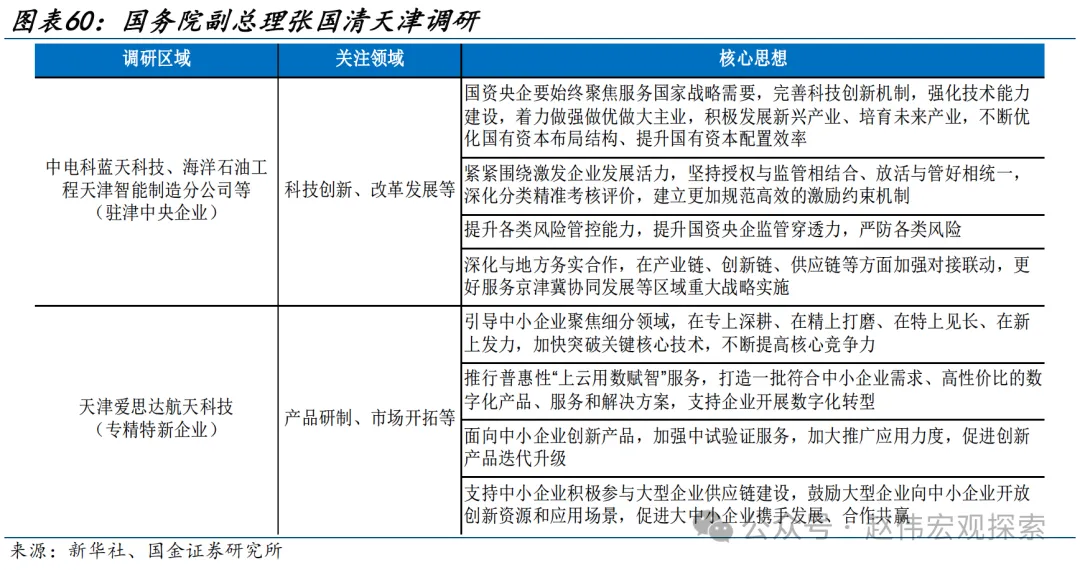 图表60：国务院副总理张国清天津调研
调研区域
关注领域
核心思想
中电科蓝天科技、海洋石油工
程天津智能制造分公司等
（驻津中央企业）
科技创新、改革发展等
国资央企要始终聚焦服务国家战略需要，完善科技创新机制，强化技术能力
建设，着力做强做优做大主业，积极发展新兴产业、培育未来产业，不断优
化国有资本布局结构、提升国有资本配置效率
紧紧围绕激发企业发展活力，坚持授权与监管相结合、放活与管好相统一，
深化分类精准考核评价，建立更加规范高效的激励约束机制
提升各类风险管控能力，提升国资央企监管穿透力，严防各类风险
深化与地方务实合作，在产业链、创新链、供应链等方面加强对接联动，更
好服务京津冀协同发展等区域重大战略实施
天津爱思达航天科技
（专精特新企业）
产品研制、市场开拓等
引导中小企业聚焦细分领域，在专上深耕、在精上打磨、在特上见长、在新
上发力，加快突破关键核心技术，不断提高核心竞争力
推行普惠性“上云用数赋智”服务，打造一批符合中小企业需求、高性价比的数
字化产品、服务和解决方案，支持企业开展数字化转型
面向中小企业创新产品，加强中试验证服务，加大推广应用力度，促进创新
产品迭代升级
支持中小企业积极参与大型企业供应链建设，鼓励大型企业向中小企业开放
创新资源和应用场景，促进大中小企业携手发展、合作共赢
公众号·赵伟宏观探索
来源：新华社、国金证券研究所